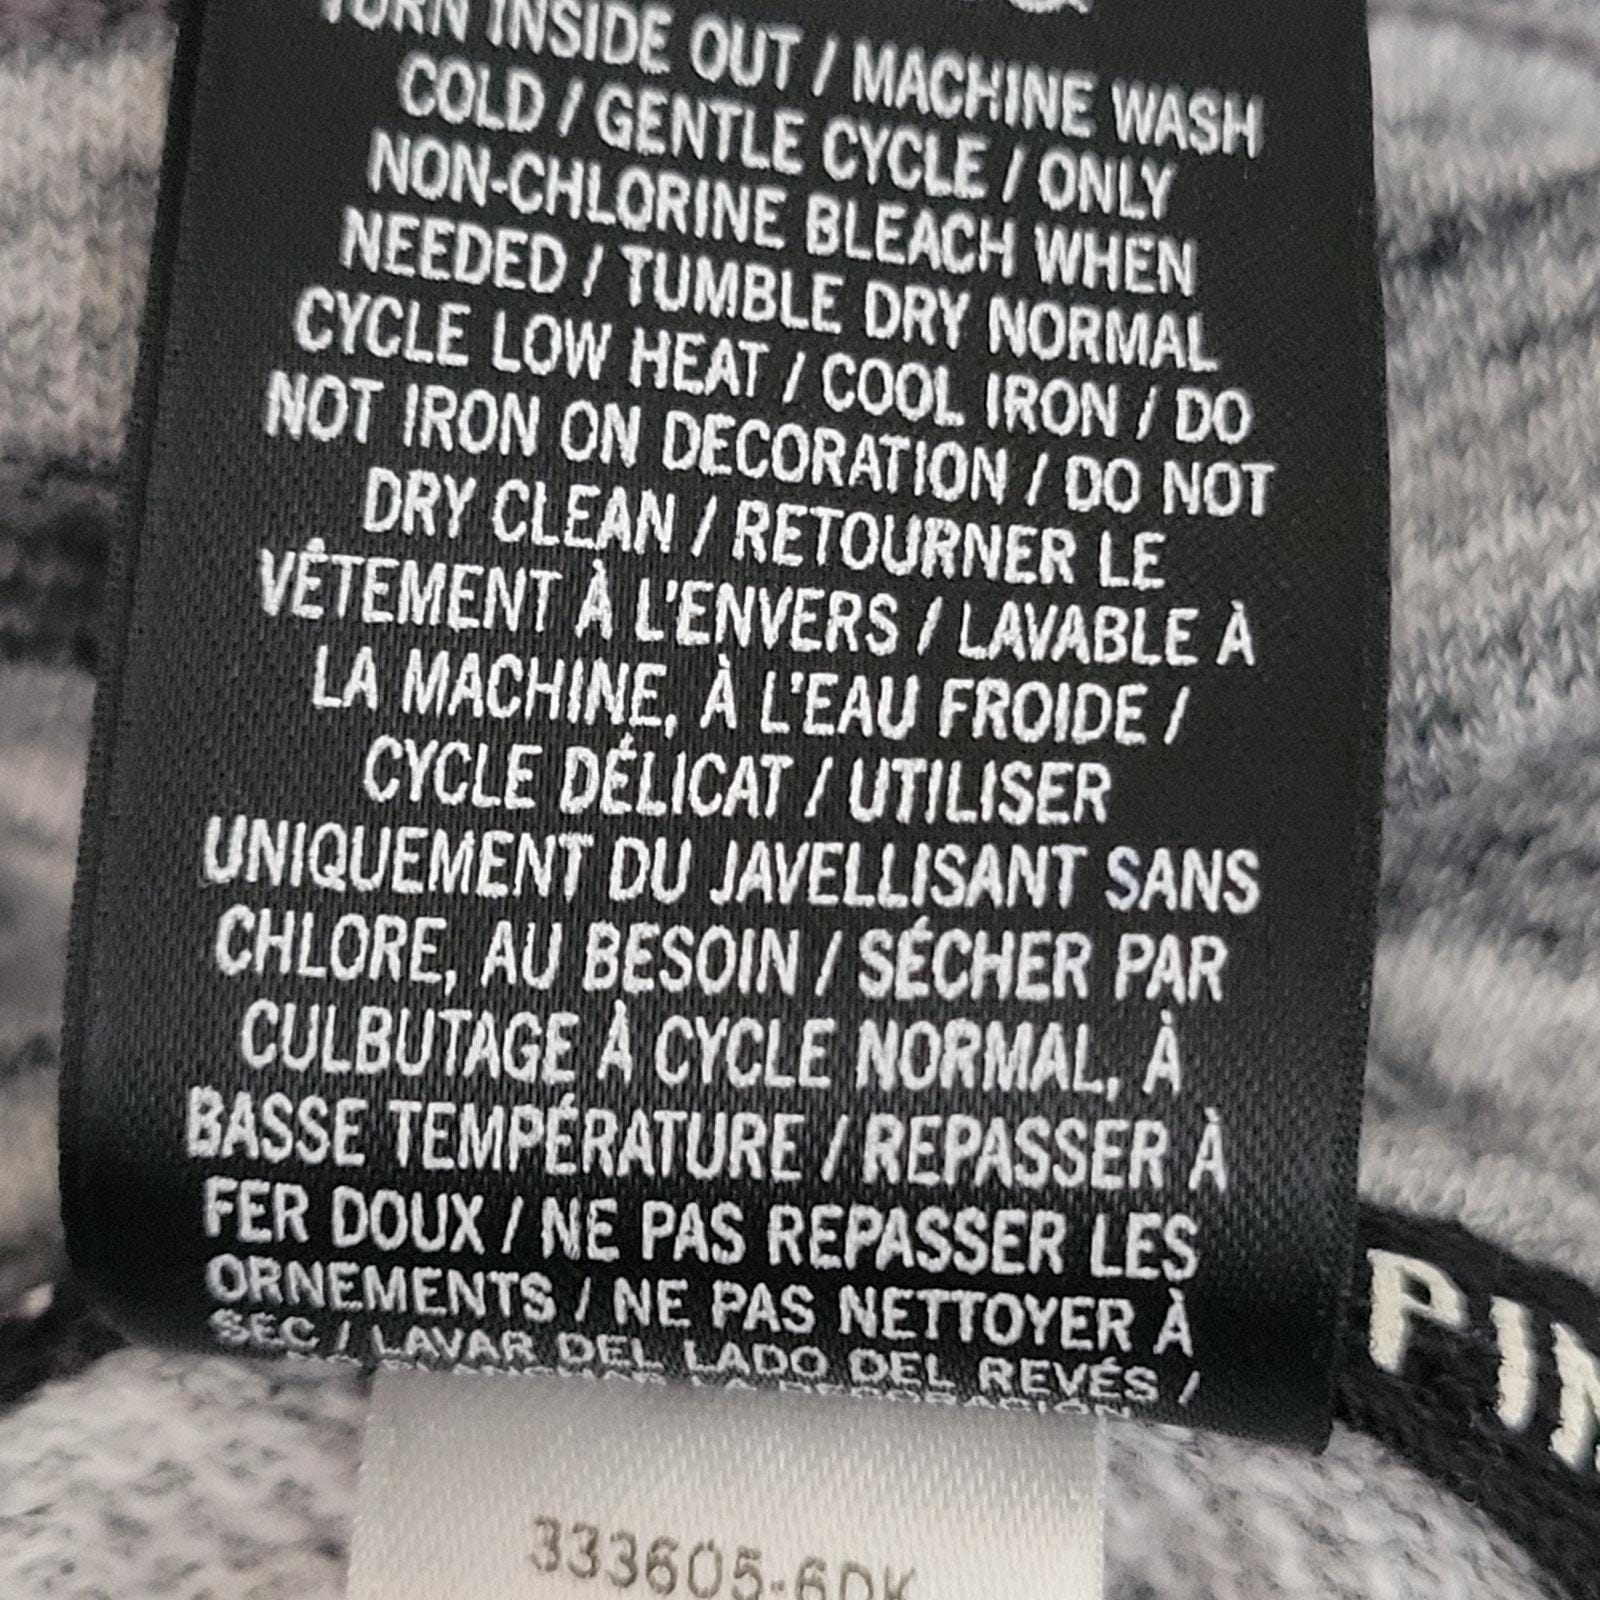 TURN INSIDE OUT / MACHINE WASH
COLD / GENTLE CYCLE / ONLY
NON-CHLORINE BLEACH WHEN
NEEDED / TUMBLE DRY NORMAL
CYCLE LOW HEAT / COOL IRON / DO
NOT IRON ON DECORATION / DO NOT
DRY CLEAN / RETOURNER LE
VÊTEMENT À L'ENVERS / LAVABLE À
LA MACHINE, À L'EAU FROIDE /
CYCLE DÉLICAT / UTILISER
UNIQUEMENT DU JAVELLISANT SANS
CHLORE, AU BESOIN / SÉCHER PAR
CULBUTAGE À CYCLE NORMAL, À
BASSE TEMPÉRATURE / REPASSER À
FER DOUX / NE PAS REPASSER LES
ORNEMENTS / NE PAS NETTOYER À
SEC / LAVAR DEL LADO DEL REVÉS /
333605-6DK
PIN